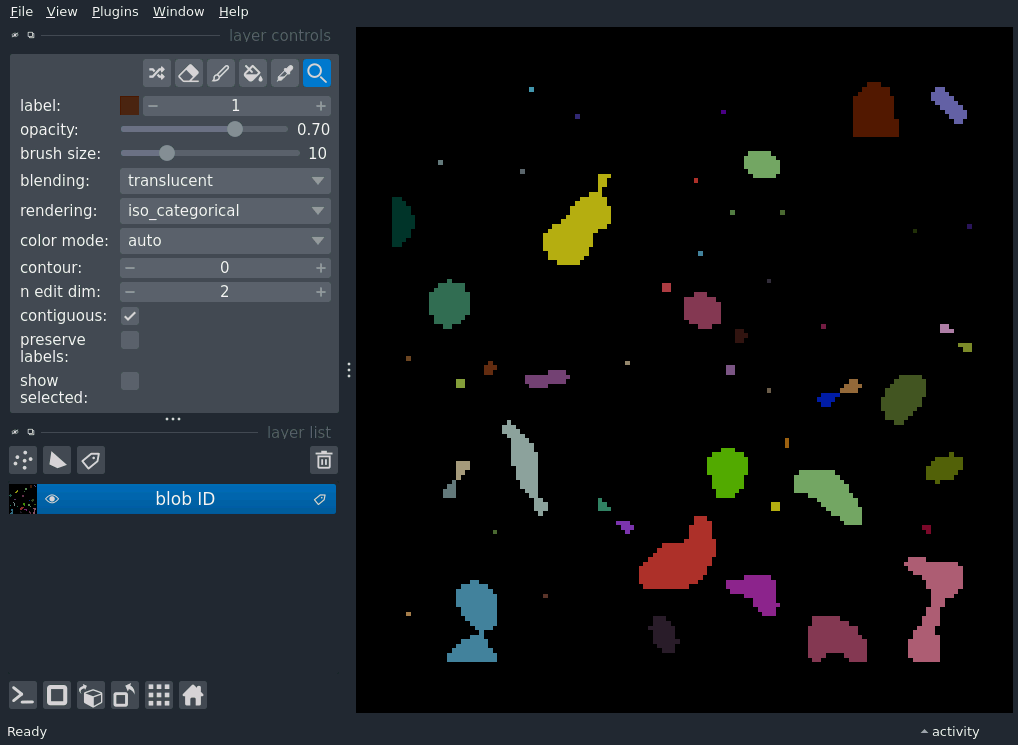 File View Plugins Window Help
layer controls
label: 1
opacity: 0.70
brush size: 10
blending: translucent
rendering: iso_categorical
color mode: auto
contour: 0
n edit dim: 2
contiguous:
preserve
labels:
show
selected:
layer list
blob ID
Ready
activity